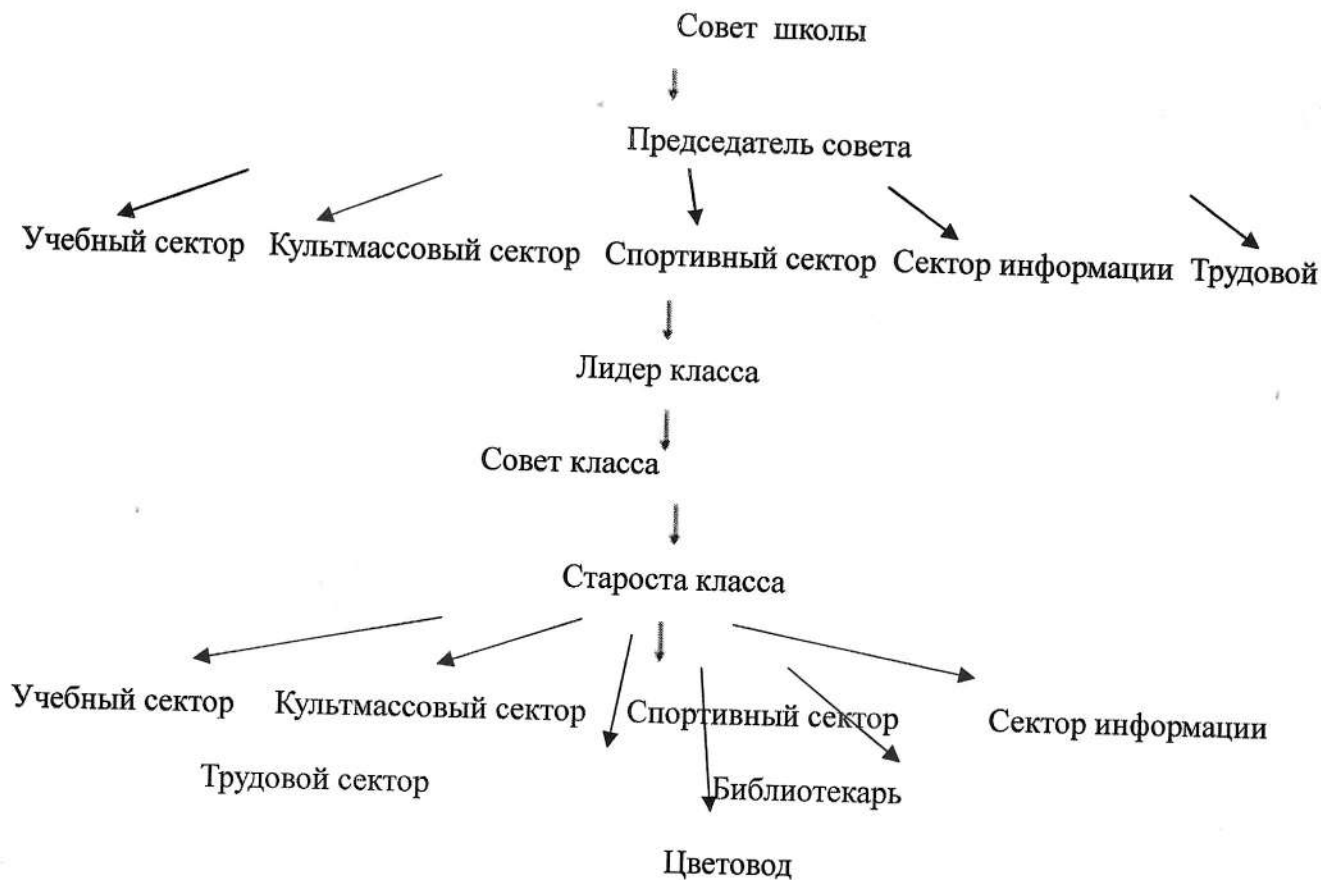 Совет школы
Председатель совета
Учебный сектор Культмассовый сектор Спортивный сектор Сектор информации Трудовой
Лидер класса
Совет класса
Староста класса
Учебный сектор Культмассовый сектор Спортивный сектор Сектор информации
Трудовой сектор Библиотекарь
Цветовод